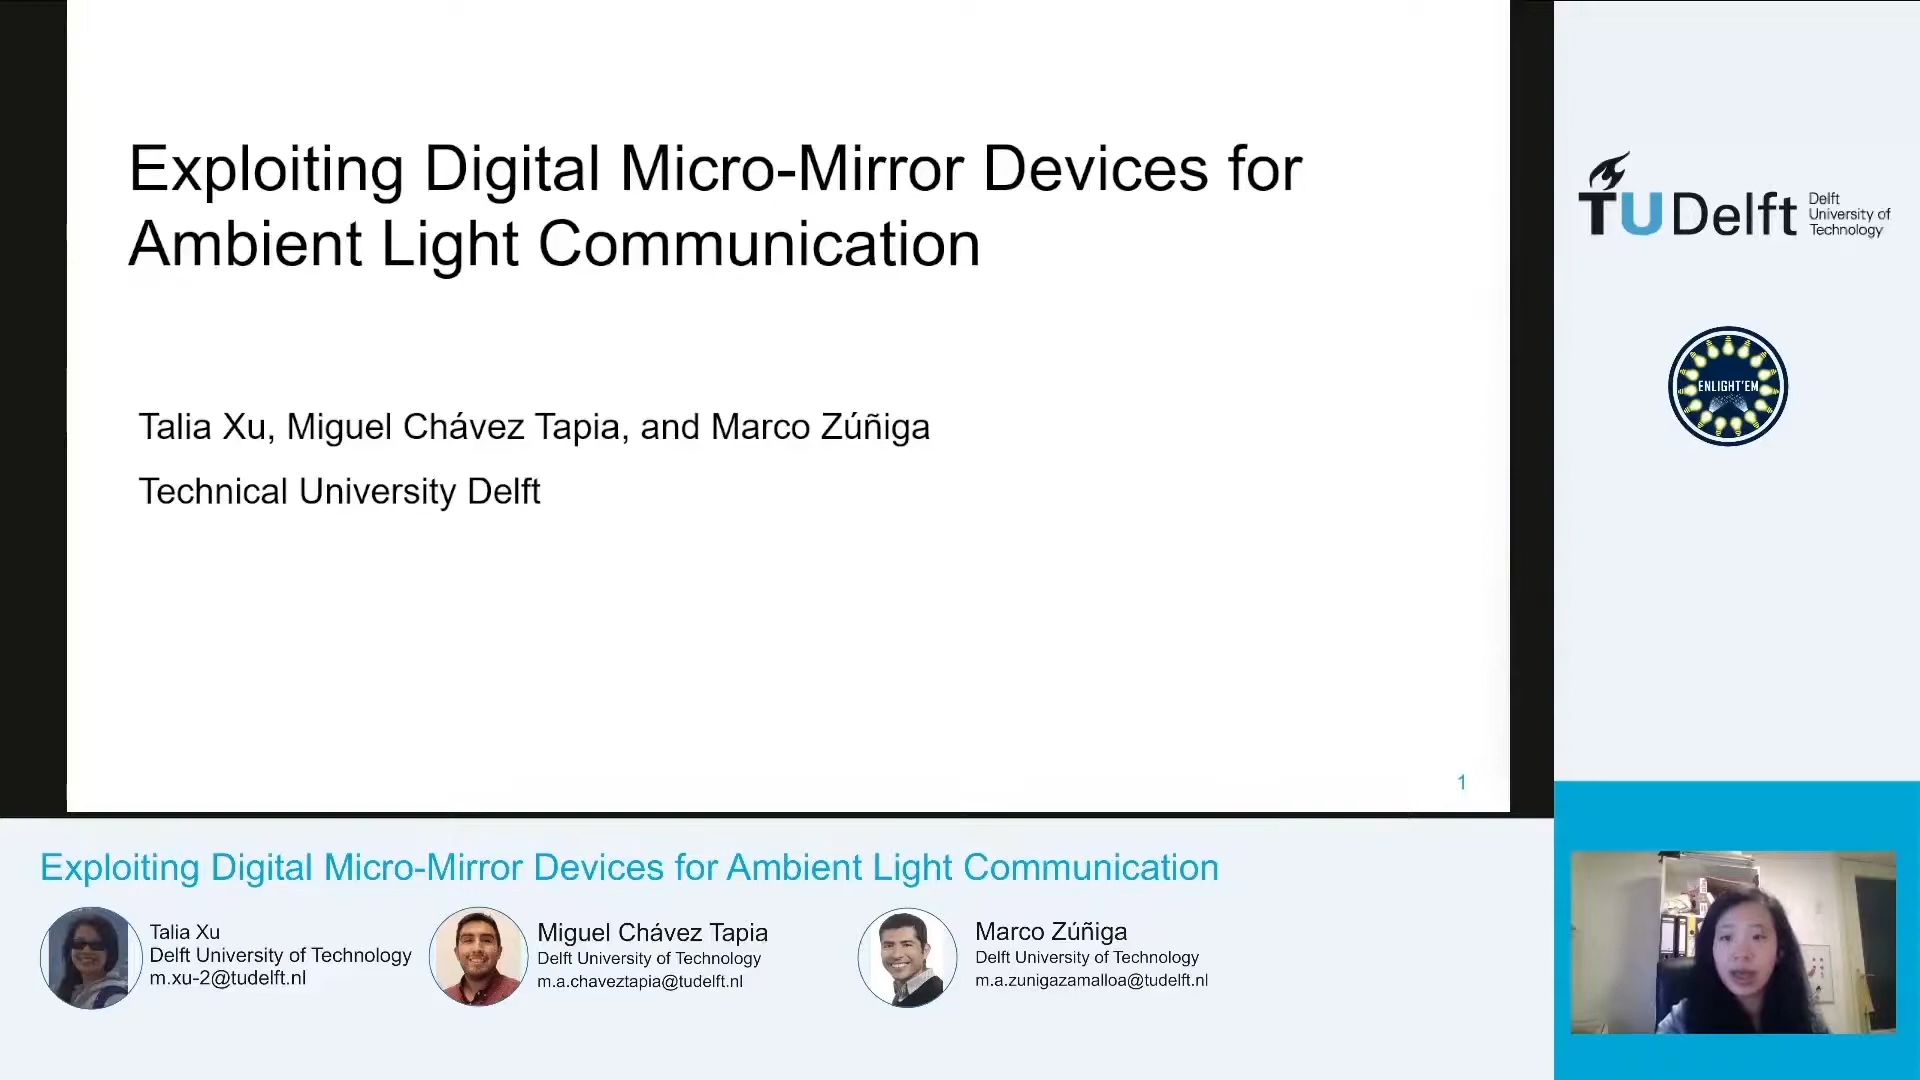 Exploiting Digital Micro-Mirror Devices for
Ambient Light Communication
Talia Xu, Miguel Chávez Tapia, and Marco Zúñiga
Technical University Delft
1
TU Delft
Delft
University of
Technology
ENLIGHT'EM
Exploiting Digital Micro-Mirror Devices for Ambient Light Communication
Talia Xu
Delft University of Technology
m.xu-2@tudelft.nl
Miguel Chávez Tapia
Delft University of Technology
m.a.chaveztapia@tudelft.nl
Marco Zúñiga
Delft University of Technology
m.a.zunigazamalloa@tudelft.nl